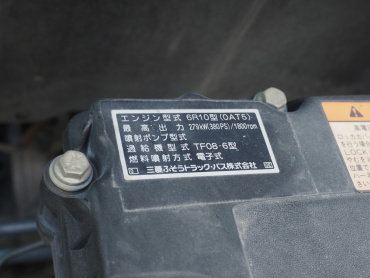 エンジン型式 6R10型(0AT5)
最高出力 279kW(380PS)/1800rpm
噴射ポンプ型式
過給機型式 TF08-6型
燃料噴射方式 電子式
三菱ふそうトラック・バス株式会社
LOCK